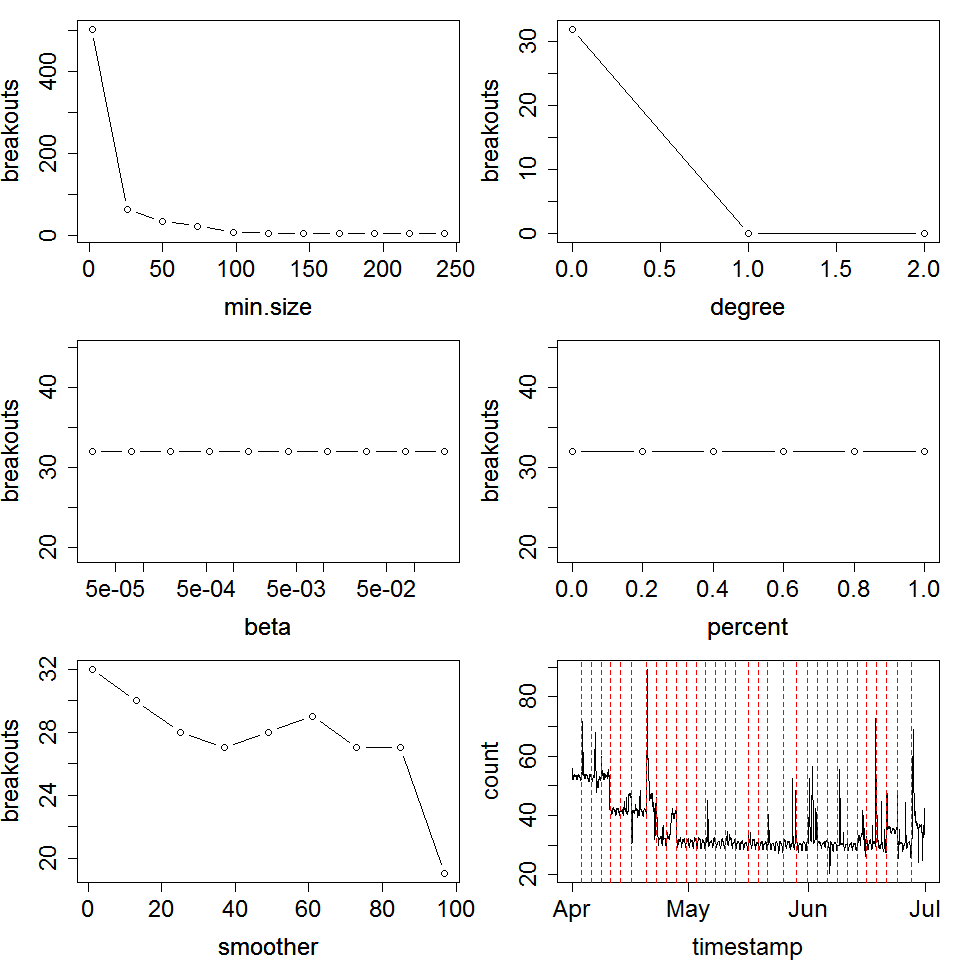 breakouts
400
200
0
0 50 100 150 200 250
min.size
breakouts
30
20
10
0
0.0 0.5 1.0 1.5 2.0
degree
breakouts
40
30
20
5e-05 5e-04 5e-03 5e-02
beta
breakouts
40
30
20
0.0 0.2 0.4 0.6 0.8 1.0
percent
breakouts
32
28
24
20
0 20 40 60 80 100
smoother
count
80
60
40
20
Apr May Jun Jul
timestamp